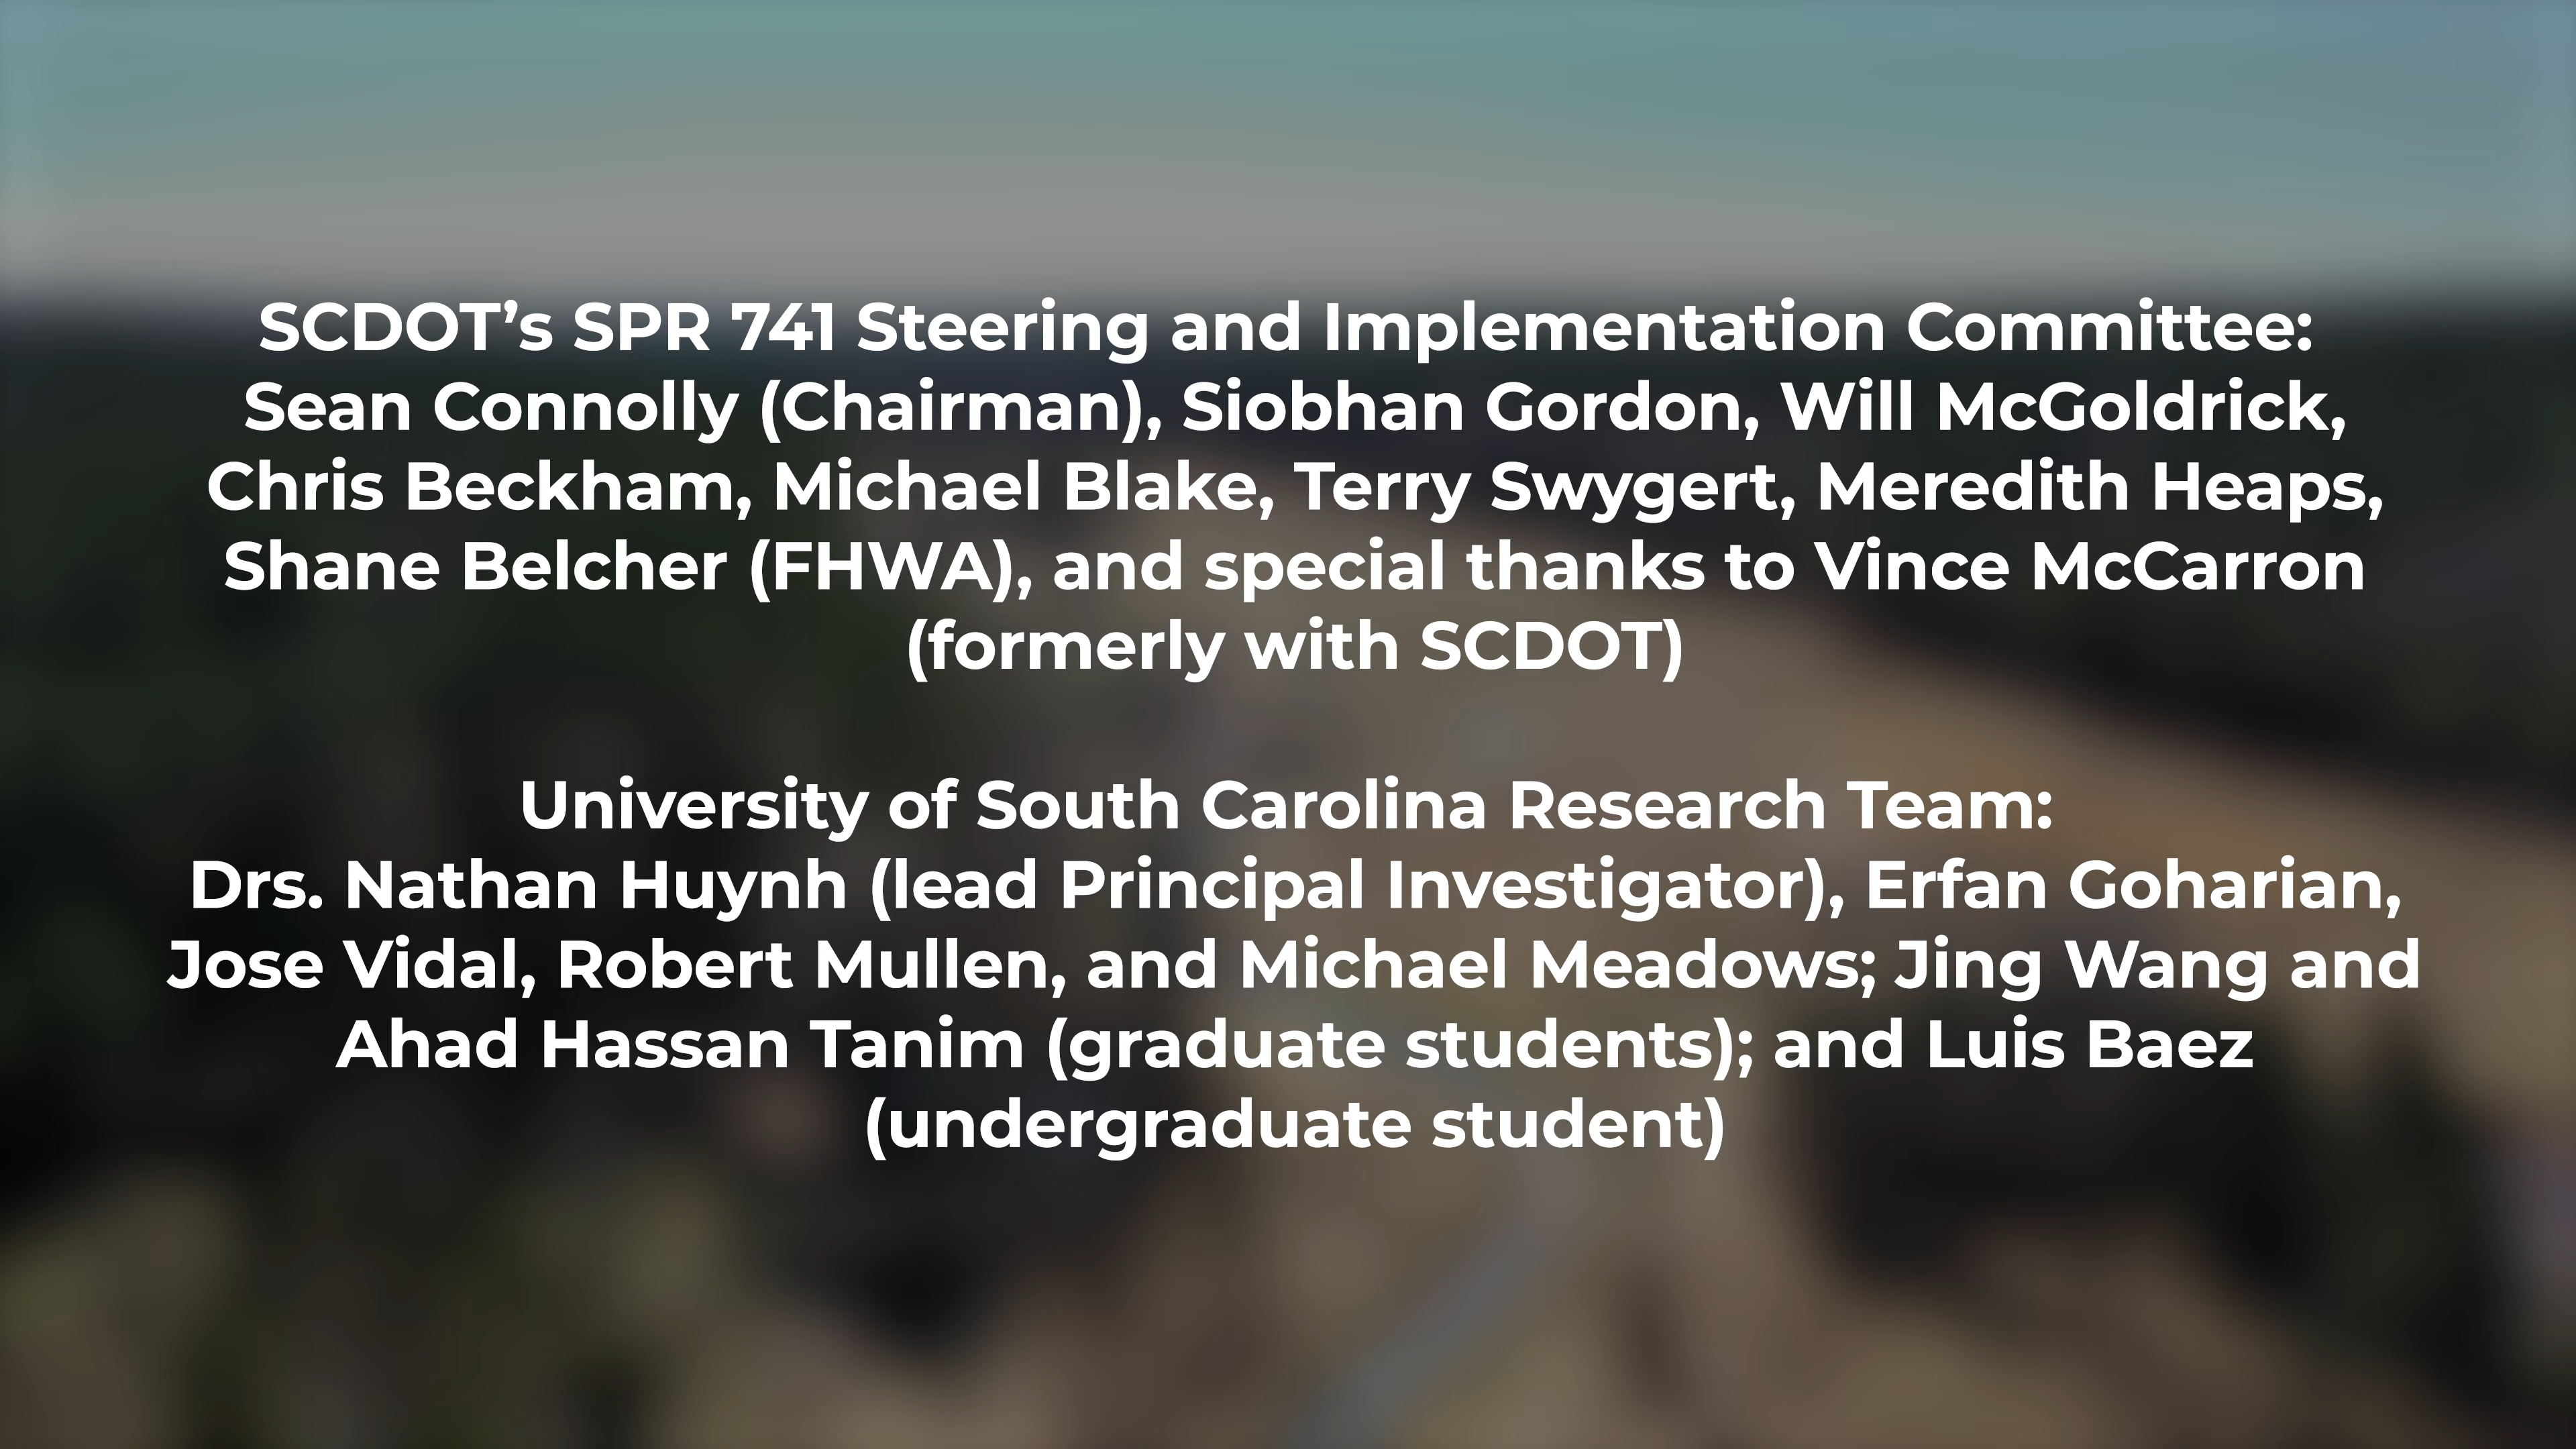 SCDOT’s SPR 741 Steering and Implementation Committee:
Sean Connolly (Chairman), Siobhan Gordon, Will McGoldrick,
Chris Beckham, Michael Blake, Terry Swygert, Meredith Heaps,
Shane Belcher (FHWA), and special thanks to Vince McCarron
(formerly with SCDOT)
University of South Carolina Research Team:
Drs. Nathan Huynh (lead Principal Investigator), Erfan Goharian,
Jose Vidal, Robert Mullen, and Michael Meadows; Jing Wang and
Ahad Hassan Tanim (graduate students); and Luis Baez
(undergraduate student)